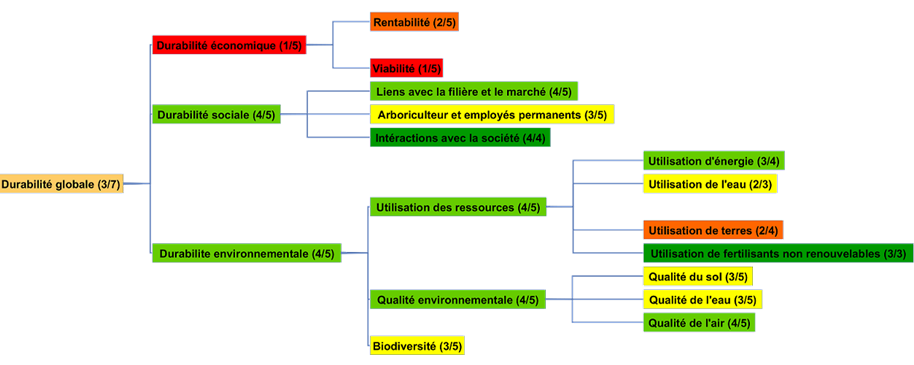 Rentabilité (2/5)
Durabilité économique (1/5)
Viabilité (1/5)
Liens avec la filière et le marché (4/5)
Durabilité sociale (4/5)
Arboriculteur et employés permanents (3/5)
Intéractions avec la société (4/4)
Utilisation d'énergie (3/4)
Durabilité globale (3/7)
Utilisation de l'eau (2/3)
Utilisation des ressources (4/5)
Utilisation de terres (2/4)
Durabilite environnementale (4/5)
Utilisation de fertilisants non renouvelables (3/3)
Qualité du sol (3/5)
Qualité environnementale (4/5)
Qualité de l'eau (3/5)
Qualité de l'air (4/5)
Biodiversité (3/5)